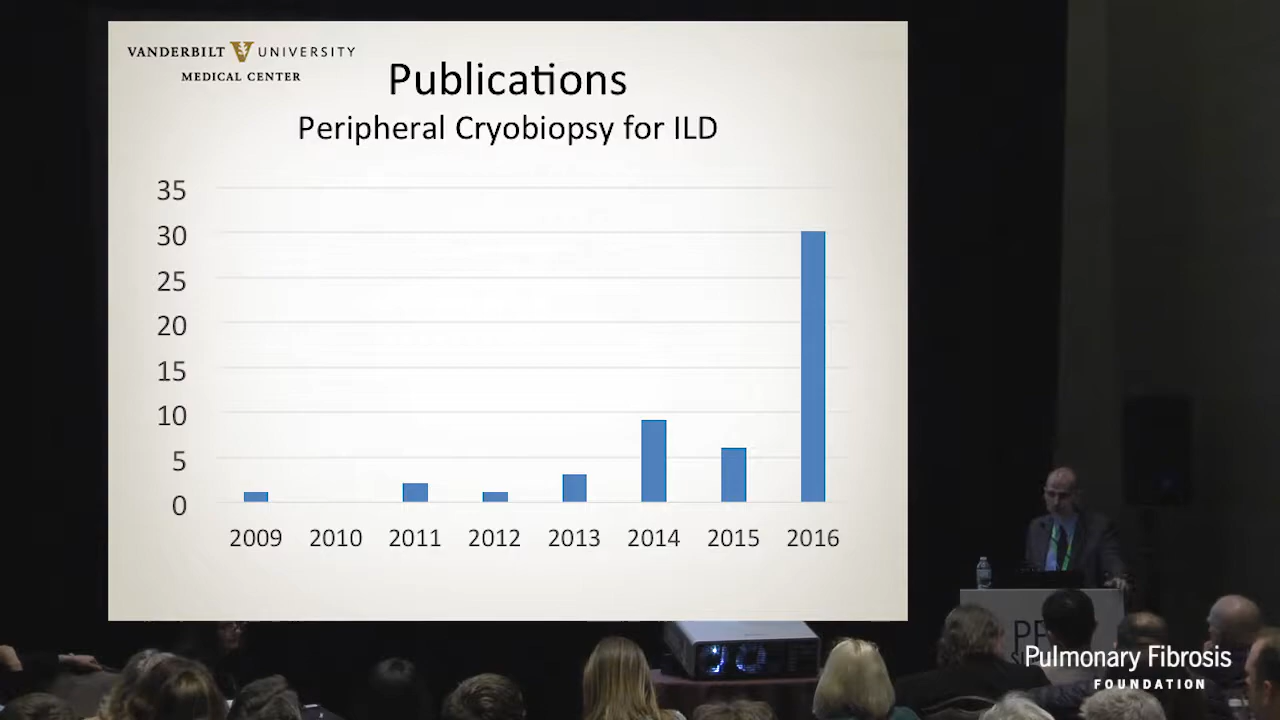 VANDERBILT V UNIVERSITY
MEDICAL CENTER
Publications
Peripheral Cryobiopsy for ILD
35
30
25
20
15
10
5
0
2009 2010 2011 2012 2013 2014 2015 2016
PF
Pulmonary Fibrosis
FOUNDATION